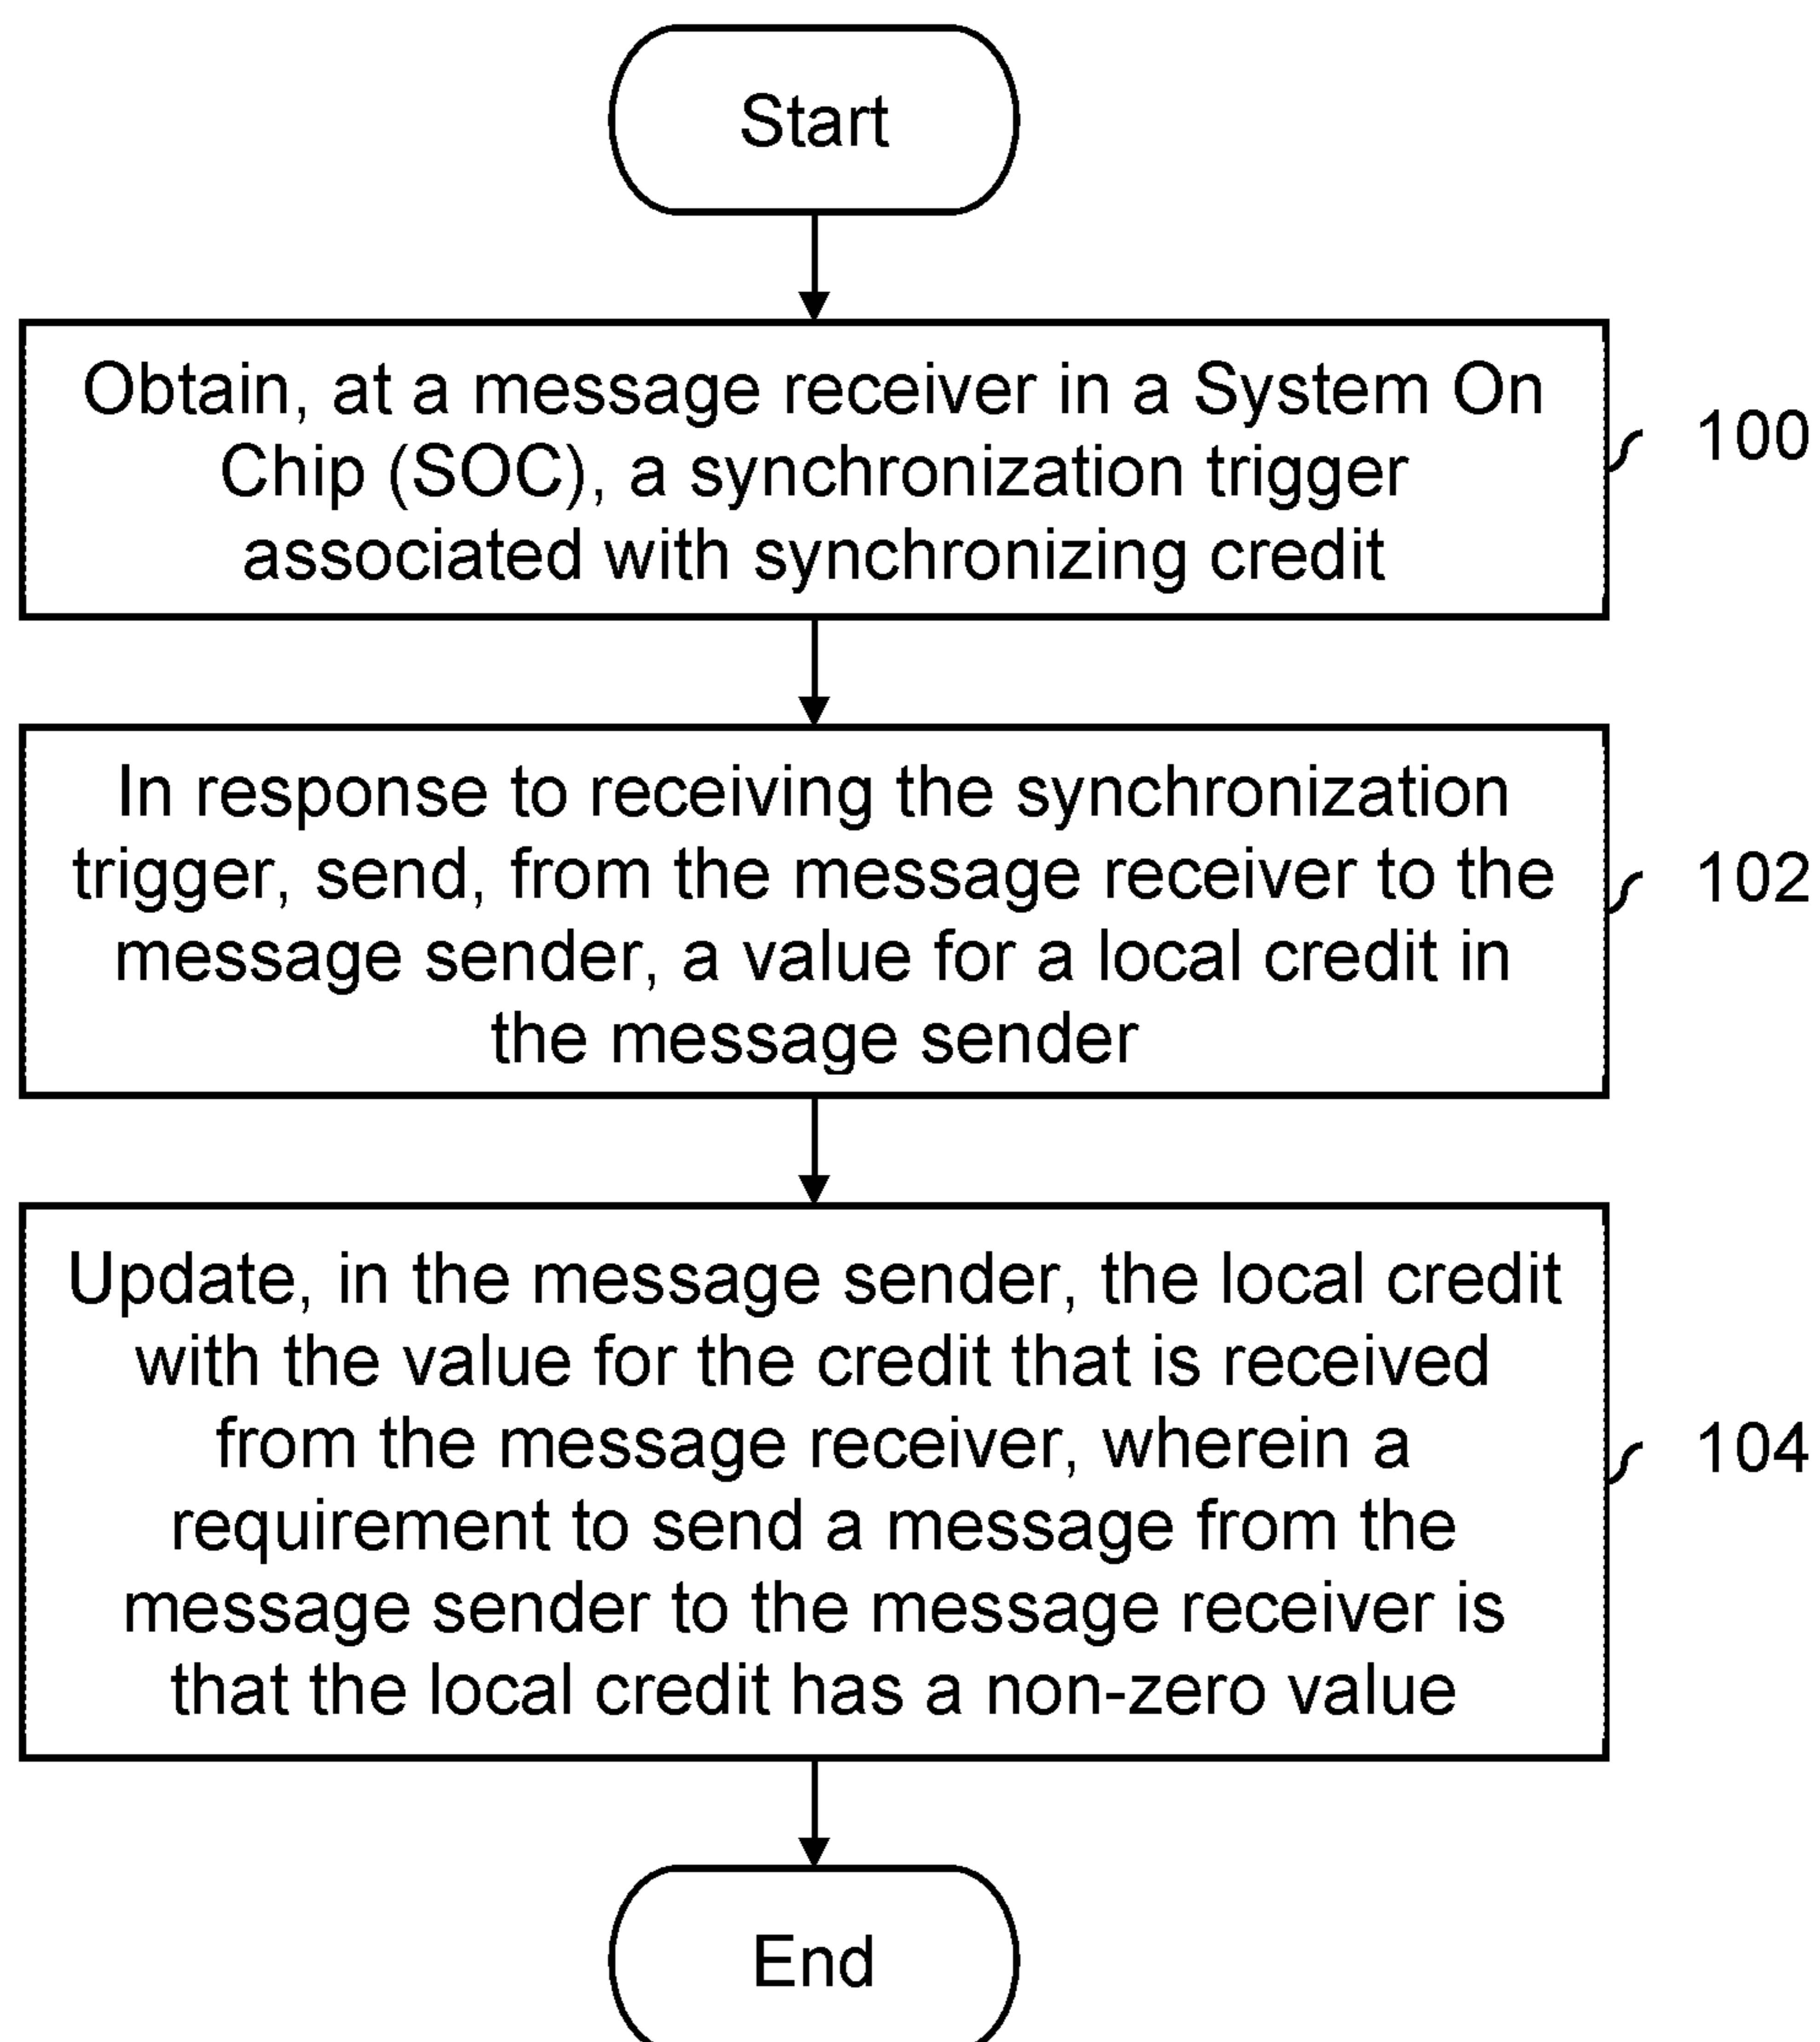 Start
Obtain, at a message receiver in a System On
Chip (SOC), a synchronization trigger
associated with synchronizing credit
100
In response to receiving the synchronization
trigger, send, from the message receiver to the
message sender, a value for a local credit in
the message sender
102
Update, in the message sender, the local credit
with the value for the credit that is received
from the message receiver, wherein a
requirement to send a message from the
message sender to the message receiver is
that the local credit has a non-zero value
104
End